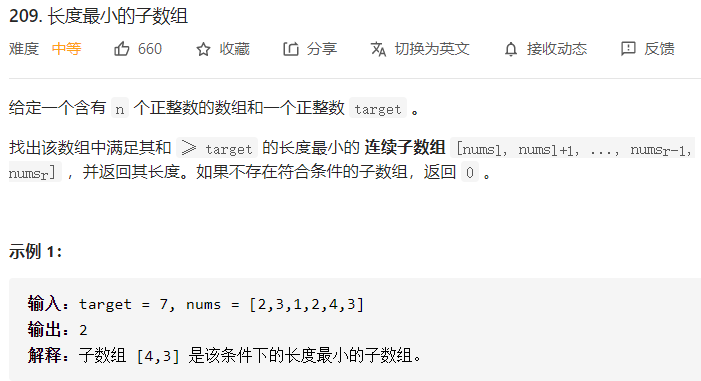 209. 长度最小的子数组
难度 中等 660 收藏 分享 切换为英文 接收动态 反馈
给定一个含有 n 个正整数的数组和一个正整数 target 。
找出该数组中满足其和 ≥ target 的长度最小的 连续子数组 [numsl, numsl+1, ..., numsr-1,
numsr] ，并返回其长度。如果不存在符合条件的子数组，返回 0 。
示例 1：
输入：target = 7, nums = [2,3,1,2,4,3]
输出：2
解释：子数组 [4,3] 是该条件下的长度最小的子数组。